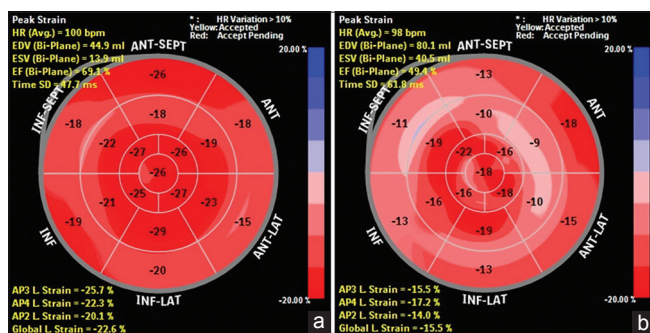 Peak Strain
HR (Avg.) = 100 bpm
EDV (Bi-Plane) = 44.9 ml
ESV (Bi-Plane) = 13.9 ml
EF (Bi-Plane) = 69.1 %
Time SD = 47.7 ms
* : HR Variation > 10%
Yellow: Accepted
Red: Accept Pending
20.00 %
ANT-SEPT
INF-SEPT
ANT
-26
-18
-18
-18
-22
-19
-27
-26
-26
-25
-27
-21
-23
-19
-15
-29
-20
INF
ANT-LAT
INF-LAT
AP3 L. Strain = -25.7%
AP4 L. Strain = -22.3%
AP2 L. Strain = -20.1%
Global L. Strain = -22.6%
-20.00 %
a
Peak Strain
HR (Avg.) = 98 bpm
EDV (Bi-Plane) = 80.1 ml
ESV (Bi-Plane) = 40.5 ml
EF (Bi-Plane) = 49.4 %
Time SD = 61.8 ms
* : HR Variation > 10%
Yellow: Accepted
Red: Accept Pending
20.00 %
ANT-SEPT
INF-SEPT
ANT
-13
-11
-10
-18
-19
-9
-22
-16
-18
-16
-18
-16
-10
-13
-15
-13
-13
INF
ANT-LAT
INF-LAT
AP3 L. Strain = -15.5%
AP4 L. Strain = -17.2%
AP2 L. Strain = -14.0%
Global L. Strain = -15.5%
-20.00 %
b